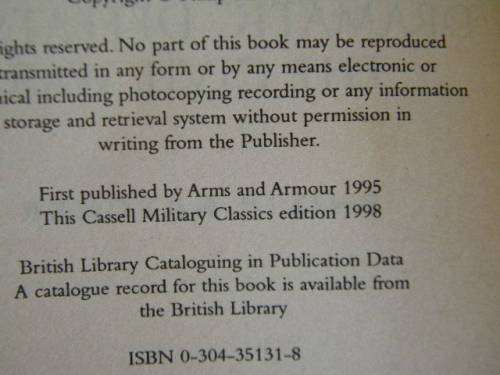 Copyright ©
ights reserved. No part of this book may be reproduced
transmitted in any form or by any means electronic or
nical including photocopying recording or any information
storage and retrieval system without permission in
writing from the Publisher.
First published by Arms and Armour 1995
This Cassell Military Classics edition 1998
British Library Cataloguing in Publication Data
A catalogue record for this book is available from
the British Library
ISBN 0-304-35131-8